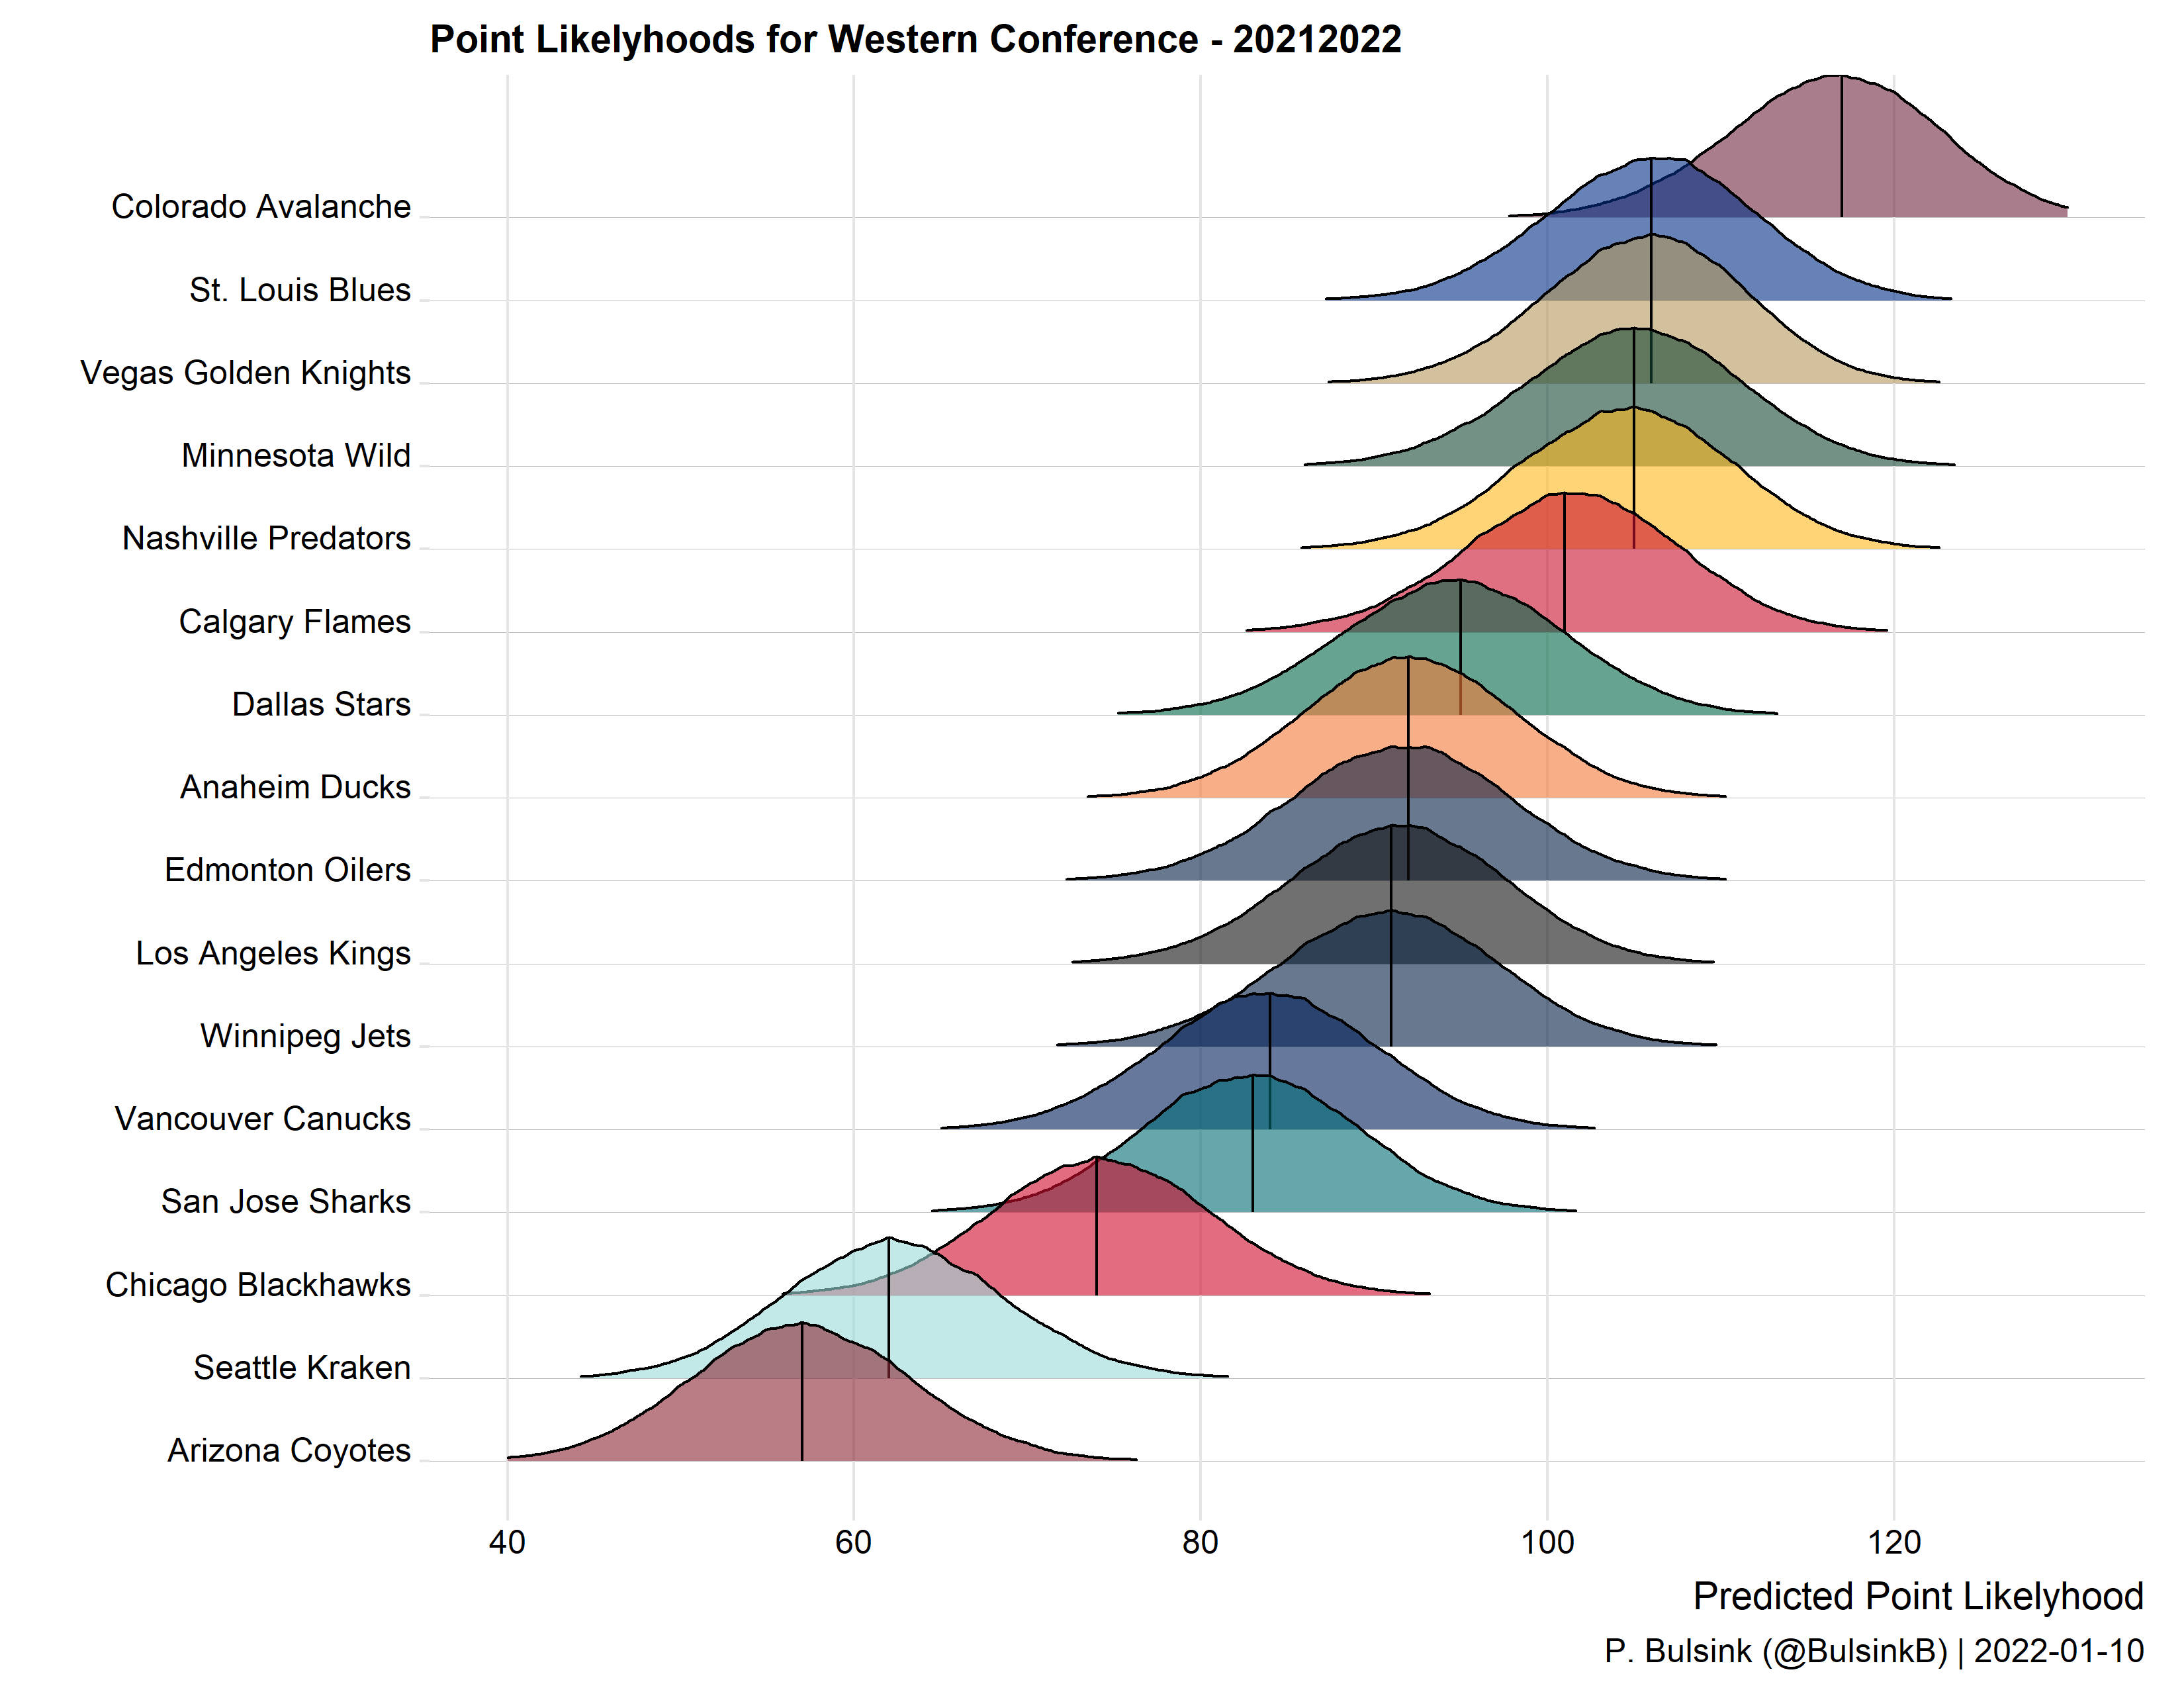 Point Likelyhoods for Western Conference - 20212022
Colorado Avalanche
St. Louis Blues
Vegas Golden Knights
Minnesota Wild
Nashville Predators
Calgary Flames
Dallas Stars
Anaheim Ducks
Edmonton Oilers
Los Angeles Kings
Winnipeg Jets
Vancouver Canucks
San Jose Sharks
Chicago Blackhawks
Seattle Kraken
Arizona Coyotes
40 60 80 100 120
Predicted Point Likelyhood
P. Bulsink (@BulsinkB) | 2022-01-10